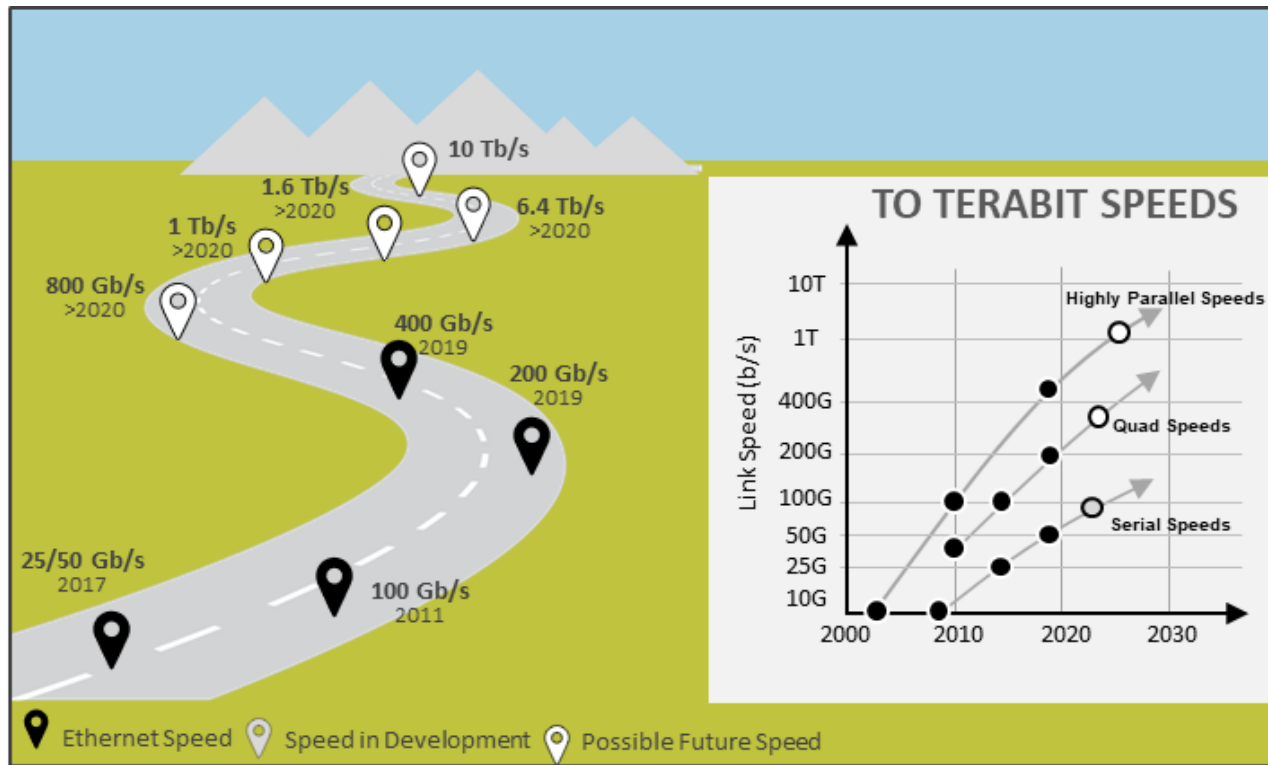 10 Tb/s
1.6 Tb/s
>2020
6.4 Tb/s
>2020
1 Tb/s
>2020
800 Gb/s
>2020
400 Gb/s
2019
200 Gb/s
2019
25/50 Gb/s
2017
100 Gb/s
2011
Ethernet Speed
Speed in Development
Possible Future Speed
TO TERABIT SPEEDS
Link Speed (b/s)
10T
1T
400G
200G
100G
50G
25G
10G
Highly Parallel Speeds
Quad Speeds
Serial Speeds
2000 2010 2020 2030